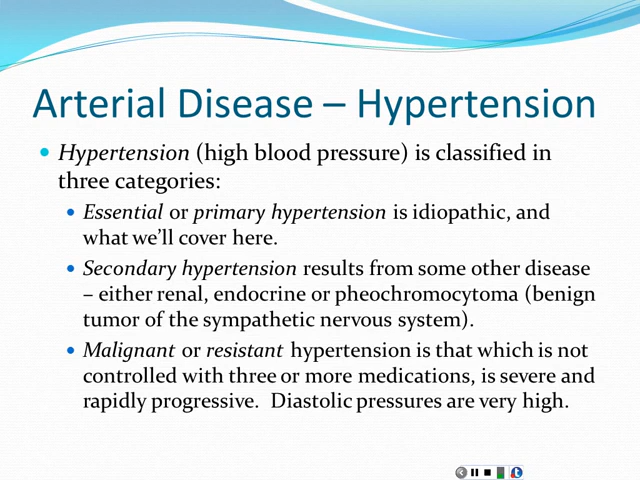 Arterial Disease – Hypertension
Hypertension (high blood pressure) is classified in
three categories:
Essential or primary hypertension is idiopathic, and
what we'll cover here.
Secondary hypertension results from some other disease
– either renal, endocrine or pheochromocytoma (benign
tumor of the sympathetic nervous system).
Malignant or resistant hypertension is that which is not
controlled with three or more medications, is severe and
rapidly progressive.  Diastolic pressures are very high.